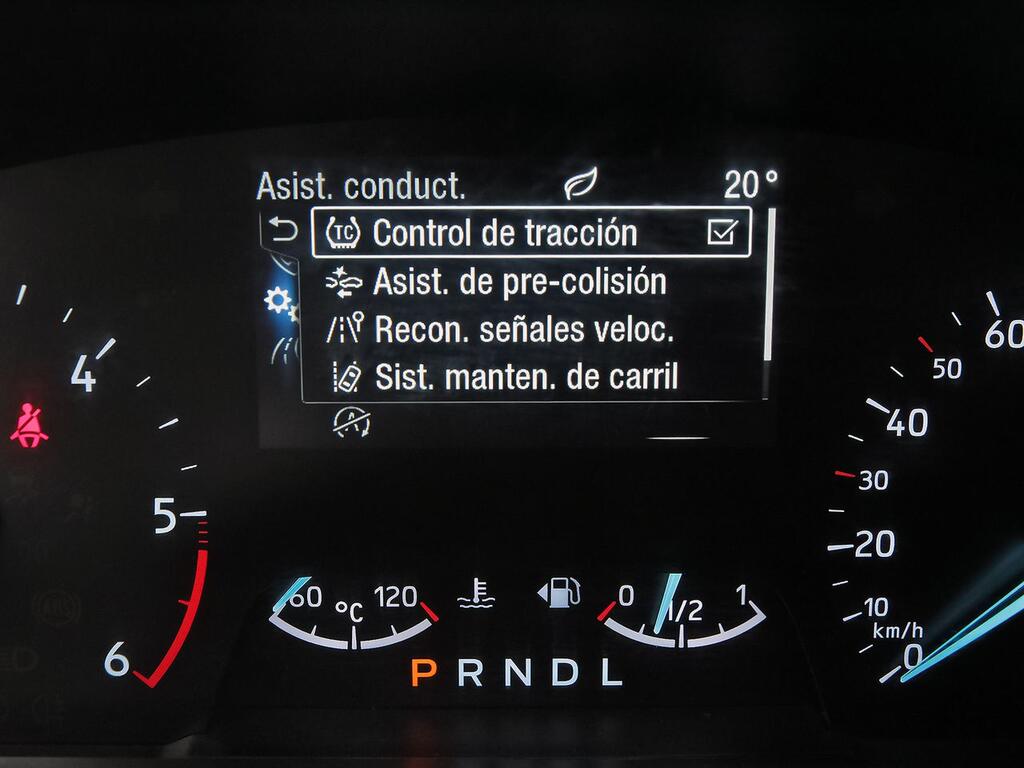 Asist. conduct. 20°
TC Control de tracción
Asist. de pre-colisión
Recon. señales veloc.
Sist. manten. de carril
A
4
5
6
60
50
40
30
20
10
km/h
0
60 °C 120
0 1/2 1
P R N D L